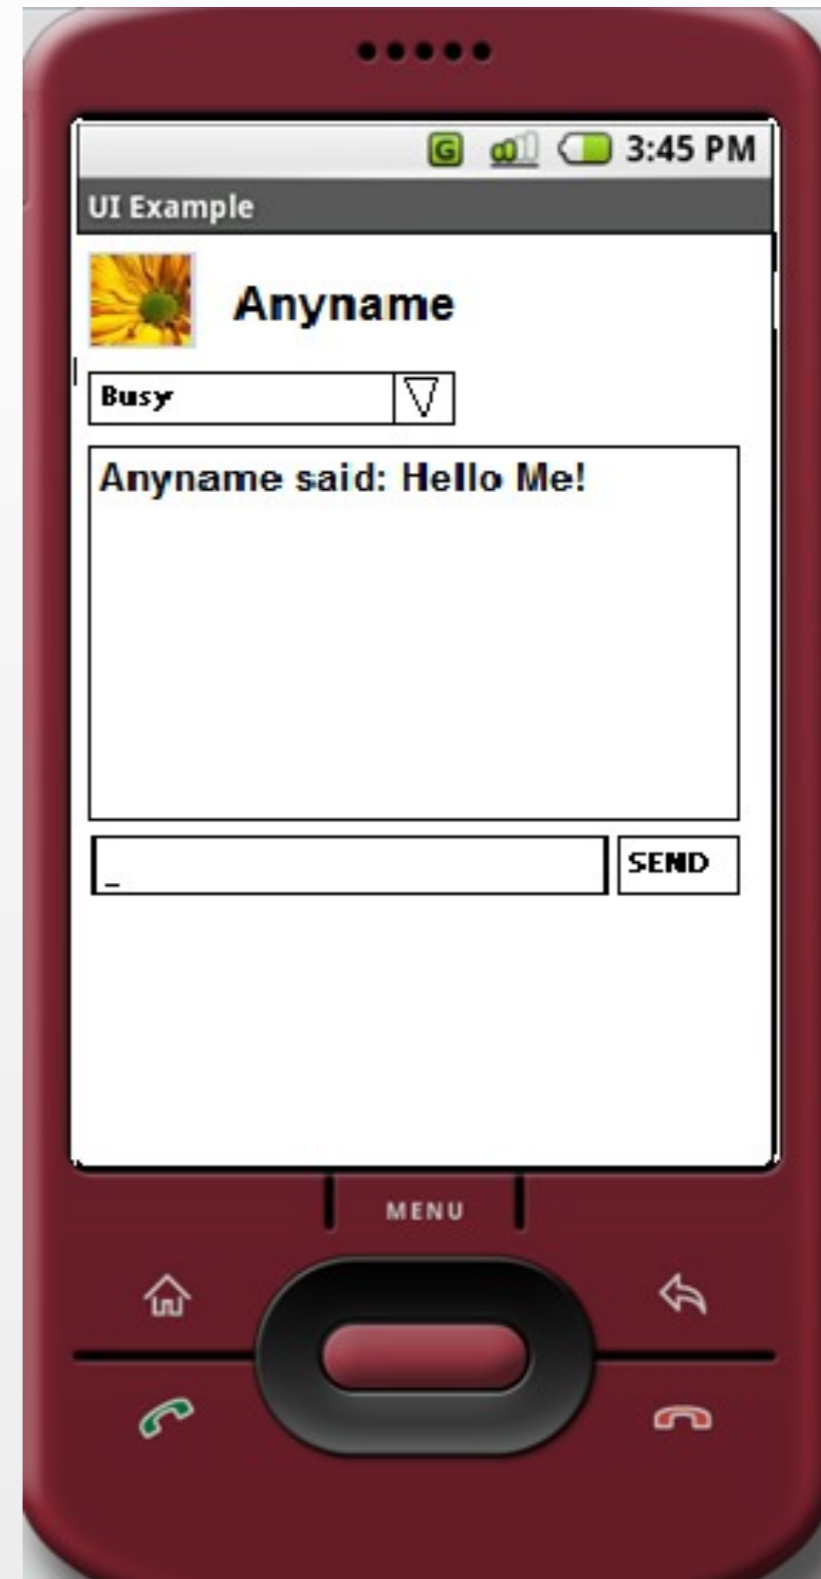 G 3:45 PM
UI Example
Anyname
Busy
Anyname said: Hello Me!
_
SEND
MENU